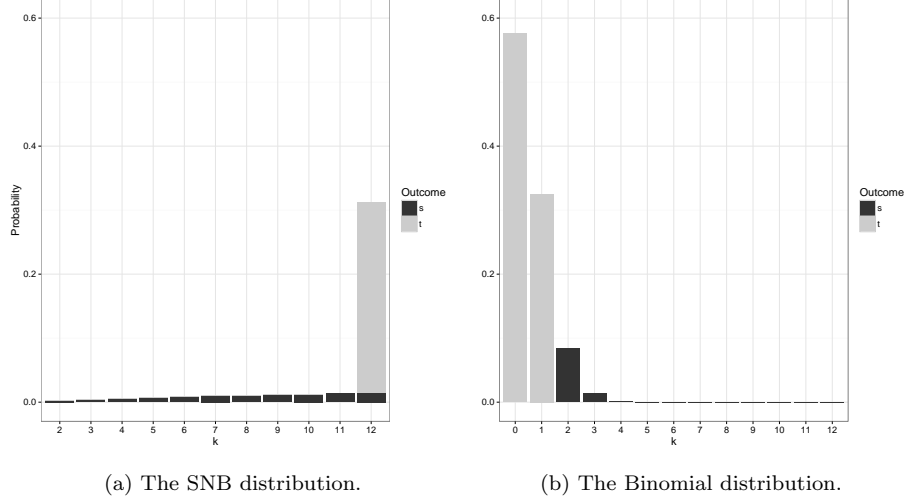 0.6
0.4
0.2
0.0
Probability
2 3 4 5 6 7 8 9 10 11 12
k
Outcome
s
t
(a) The SNB distribution.
0.6
0.4
0.2
0.0
0 1 2 3 4 5 6 7 8 9 10 11 12
k
Outcome
s
t
(b) The Binomial distribution.